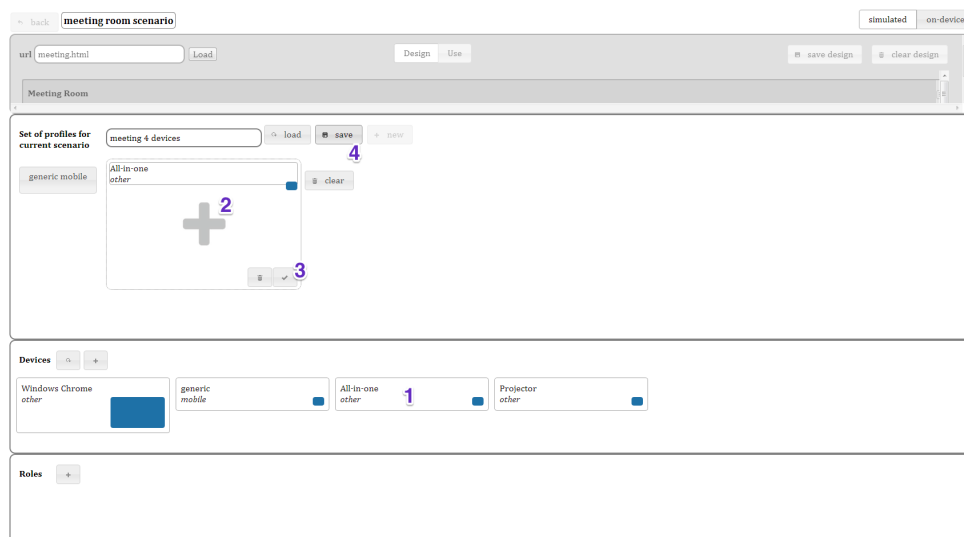 back
meeting room scenario
simulated
on-device
url
meeting.html
Load
Design
Use
save design
clear design
Meeting Room
Set of profiles for
current scenario
meeting 4 devices
load
save
new
4
generic mobile
All-in-one
other
clear
2
3
Devices
Windows Chrome
other
generic
mobile
All-in-one
other
1
Projector
other
Roles